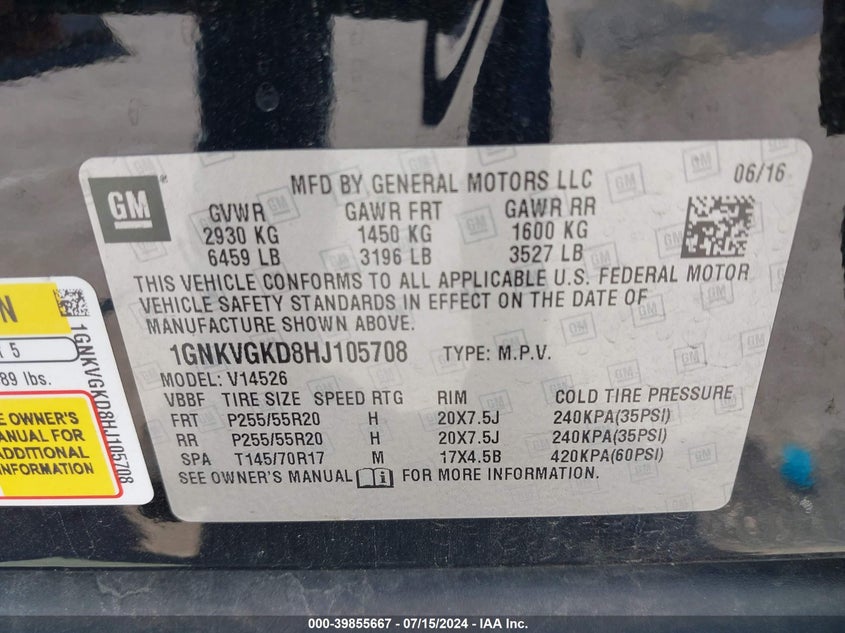 GM
MFD BY GENERAL MOTORS LLC
06/16
GVWR GAWR FRT GAWR RR
2930 KG 1450 KG 1600 KG
6459 LB 3196 LB 3527 LB
THIS VEHICLE CONFORMS TO ALL APPLICABLE U.S. FEDERAL MOTOR
VEHICLE SAFETY STANDARDS IN EFFECT ON THE DATE OF
MANUFACTURE SHOWN ABOVE.
1GNKVGKD8HJ105708 TYPE: M.P.V.
MODEL: V14526
VBBF TIRE SIZE SPEED RTG RIM COLD TIRE PRESSURE
FRT P255/55R20 H 20X7.5J 240KPA(35PSI)
RR P255/55R20 H 20X7.5J 240KPA(35PSI)
SPA T145/70R17 M 17X4.5B 420KPA(60PSI)
SEE OWNER'S MANUAL FOR MORE INFORMATION.
N
5
89 lbs.
E OWNER'S
MANUAL FOR
ADDITIONAL
INFORMATION
1GNKVGKD8HJ105708
000-39855667 - 07/15/2024 - IAA Inc.